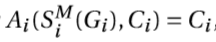 A_i(S_i^M(G_i), C_i) = C_i,